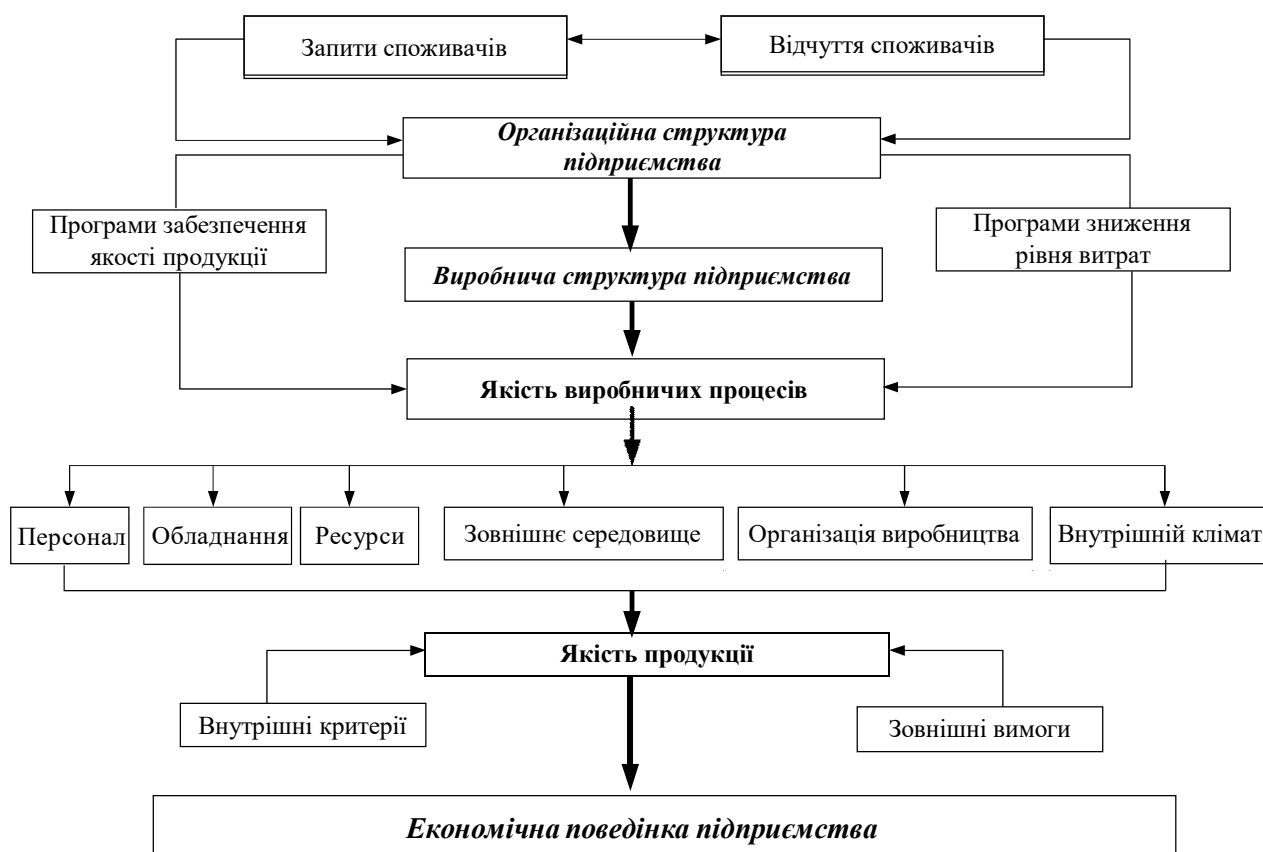 Запити споживачів
Відчуття споживачів
Організаційна структура
підприємства
Програми забезпечення
якості продукції
Програми зниження
рівня витрат
Виробнича структура підприємства
Якість виробничих процесів
Персонал
Обладнання
Ресурси
Зовнішнє середовище
Організація виробництва
Внутрішній клімат
Якість продукції
Внутрішні критерії
Зовнішні вимоги
Економічна поведінка підприємства